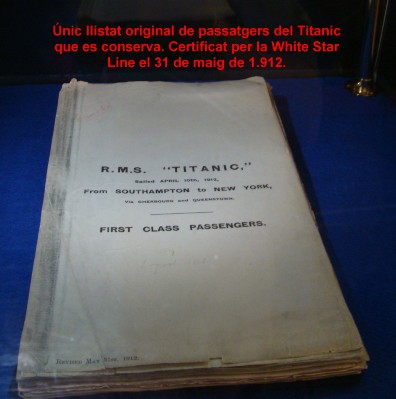 Únic llistat original de passatgers del Titanic
que es conserva. Certificat per la White Star
Line el 31 de maig de 1.912.
R.M.S. "TITANIC,"
Sailed APRIL 10th, 1912,
From SOUTHAMPTON to NEW YORK,
via CHERBOURG and QUEENSTOWN.
FIRST CLASS PASSENGERS.
May 1912.